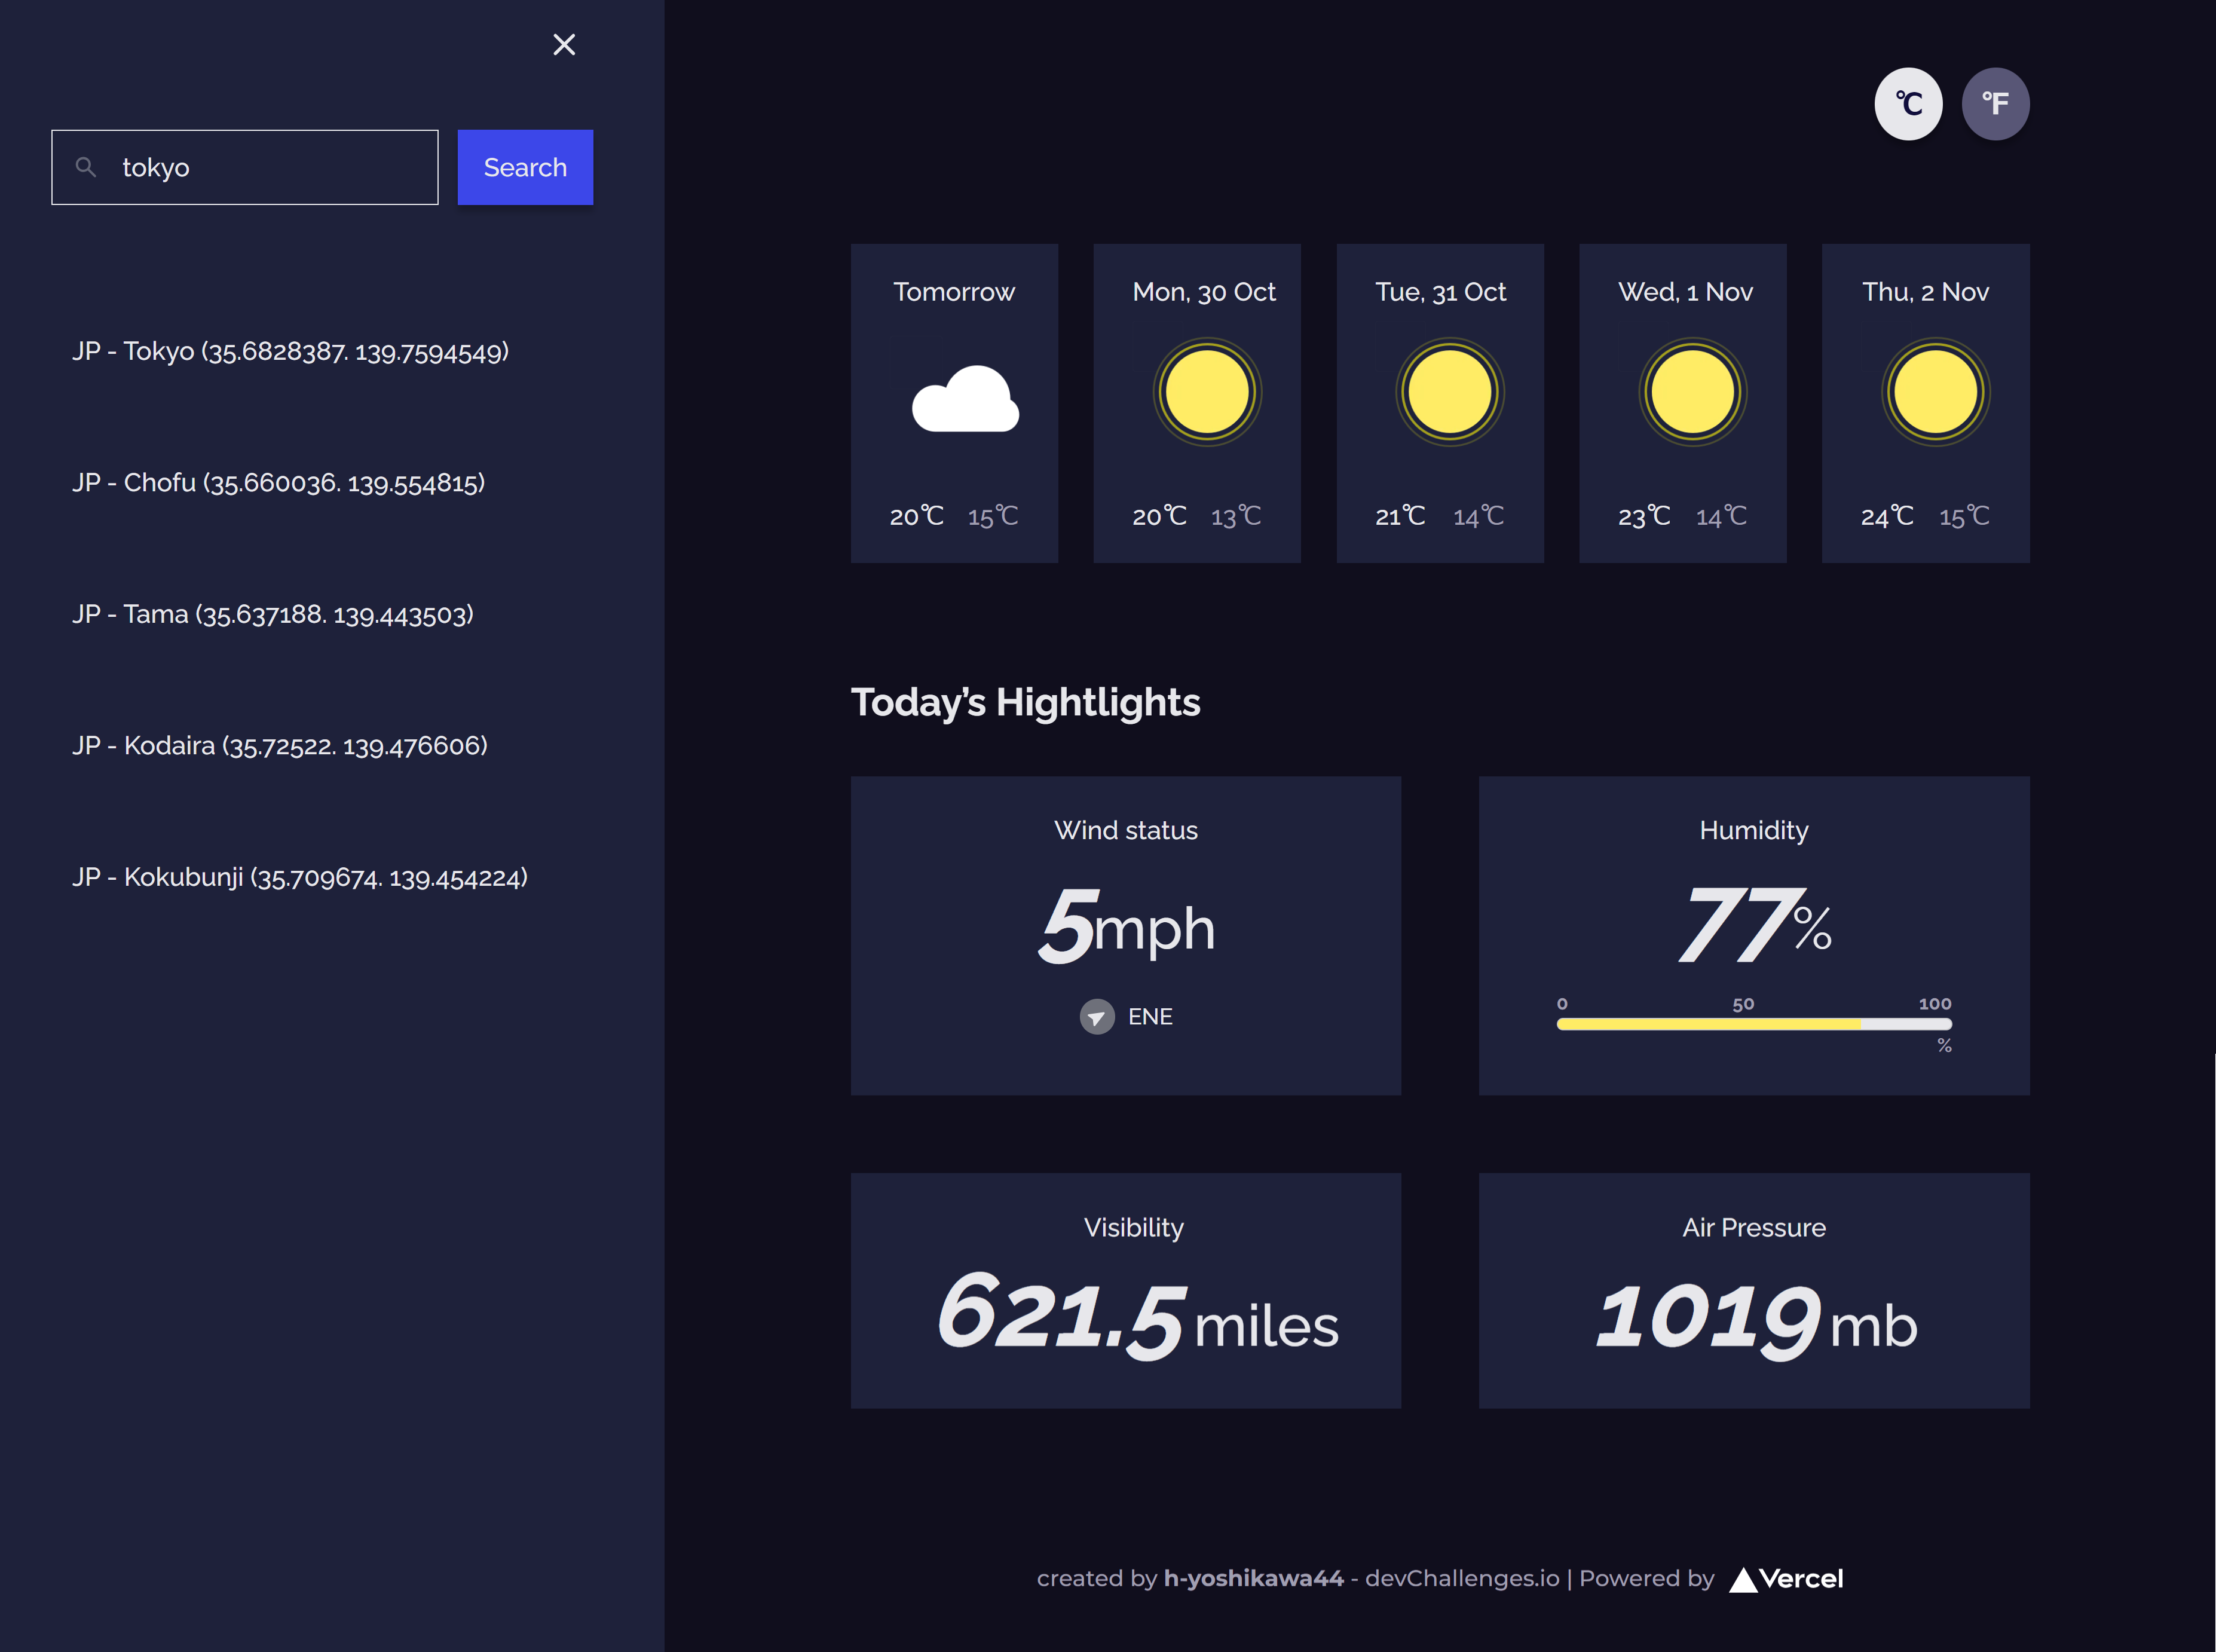 tokyo
Search
JP - Tokyo (35.6828387. 139.7594549)
JP - Chofu (35.660036. 139.554815)
JP - Tama (35.637188. 139.443503)
JP - Kodaira (35.72522. 139.476606)
JP - Kokubunji (35.709674. 139.454224)
℃ ℉
Tomorrow
20℃ 15℃
Mon, 30 Oct
20℃ 13℃
Tue, 31 Oct
21℃ 14℃
Wed, 1 Nov
23℃ 14℃
Thu, 2 Nov
24℃ 15℃
Today’s Hightlights
Wind status
5mph
ENE
Humidity
77%
0 50 100
%
Visibility
621.5 miles
Air Pressure
1019 mb
created by h-yoshikawa44 - devChallenges.io | Powered by Vercel